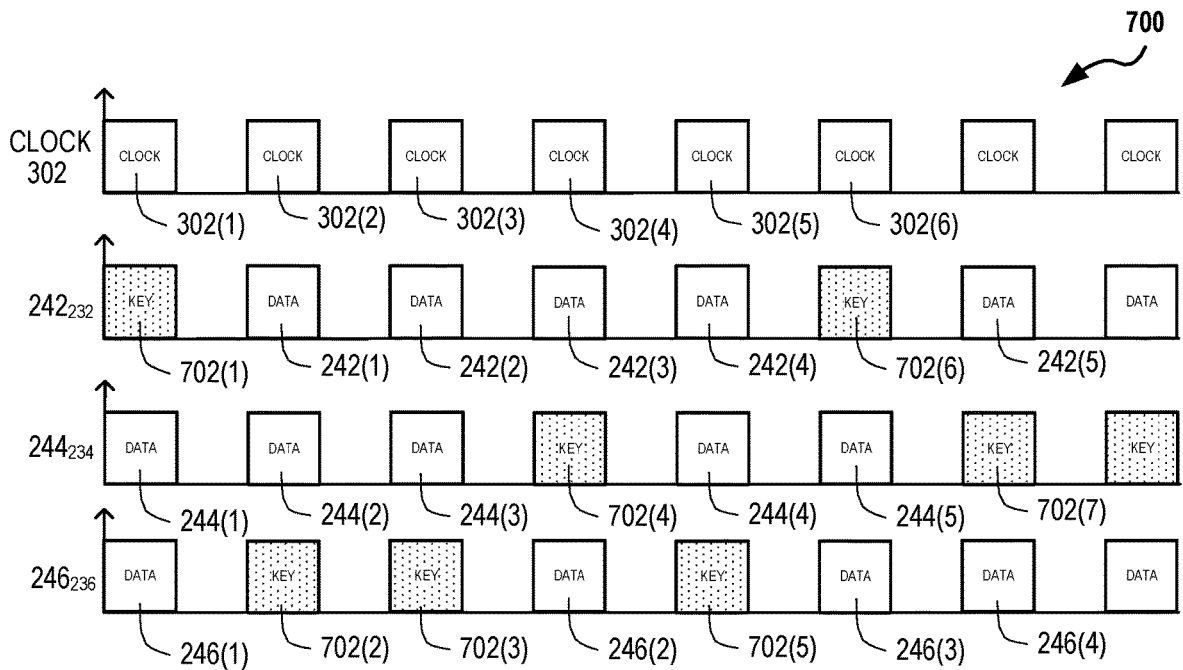 700
CLOCK
302
CLOCK CLOCK CLOCK CLOCK CLOCK CLOCK CLOCK CLOCK
302(1) 302(2) 302(3) 302(4) 302(5) 302(6)
242232
KEY DATA DATA DATA DATA KEY DATA DATA
702(1) 242(1) 242(2) 242(3) 242(4) 702(6) 242(5)
244234
DATA DATA DATA KEY DATA DATA KEY KEY
244(1) 244(2) 244(3) 702(4) 244(4) 244(5) 702(7)
246236
DATA KEY KEY DATA KEY DATA DATA DATA
246(1) 702(2) 702(3) 246(2) 702(5) 246(3) 246(4)